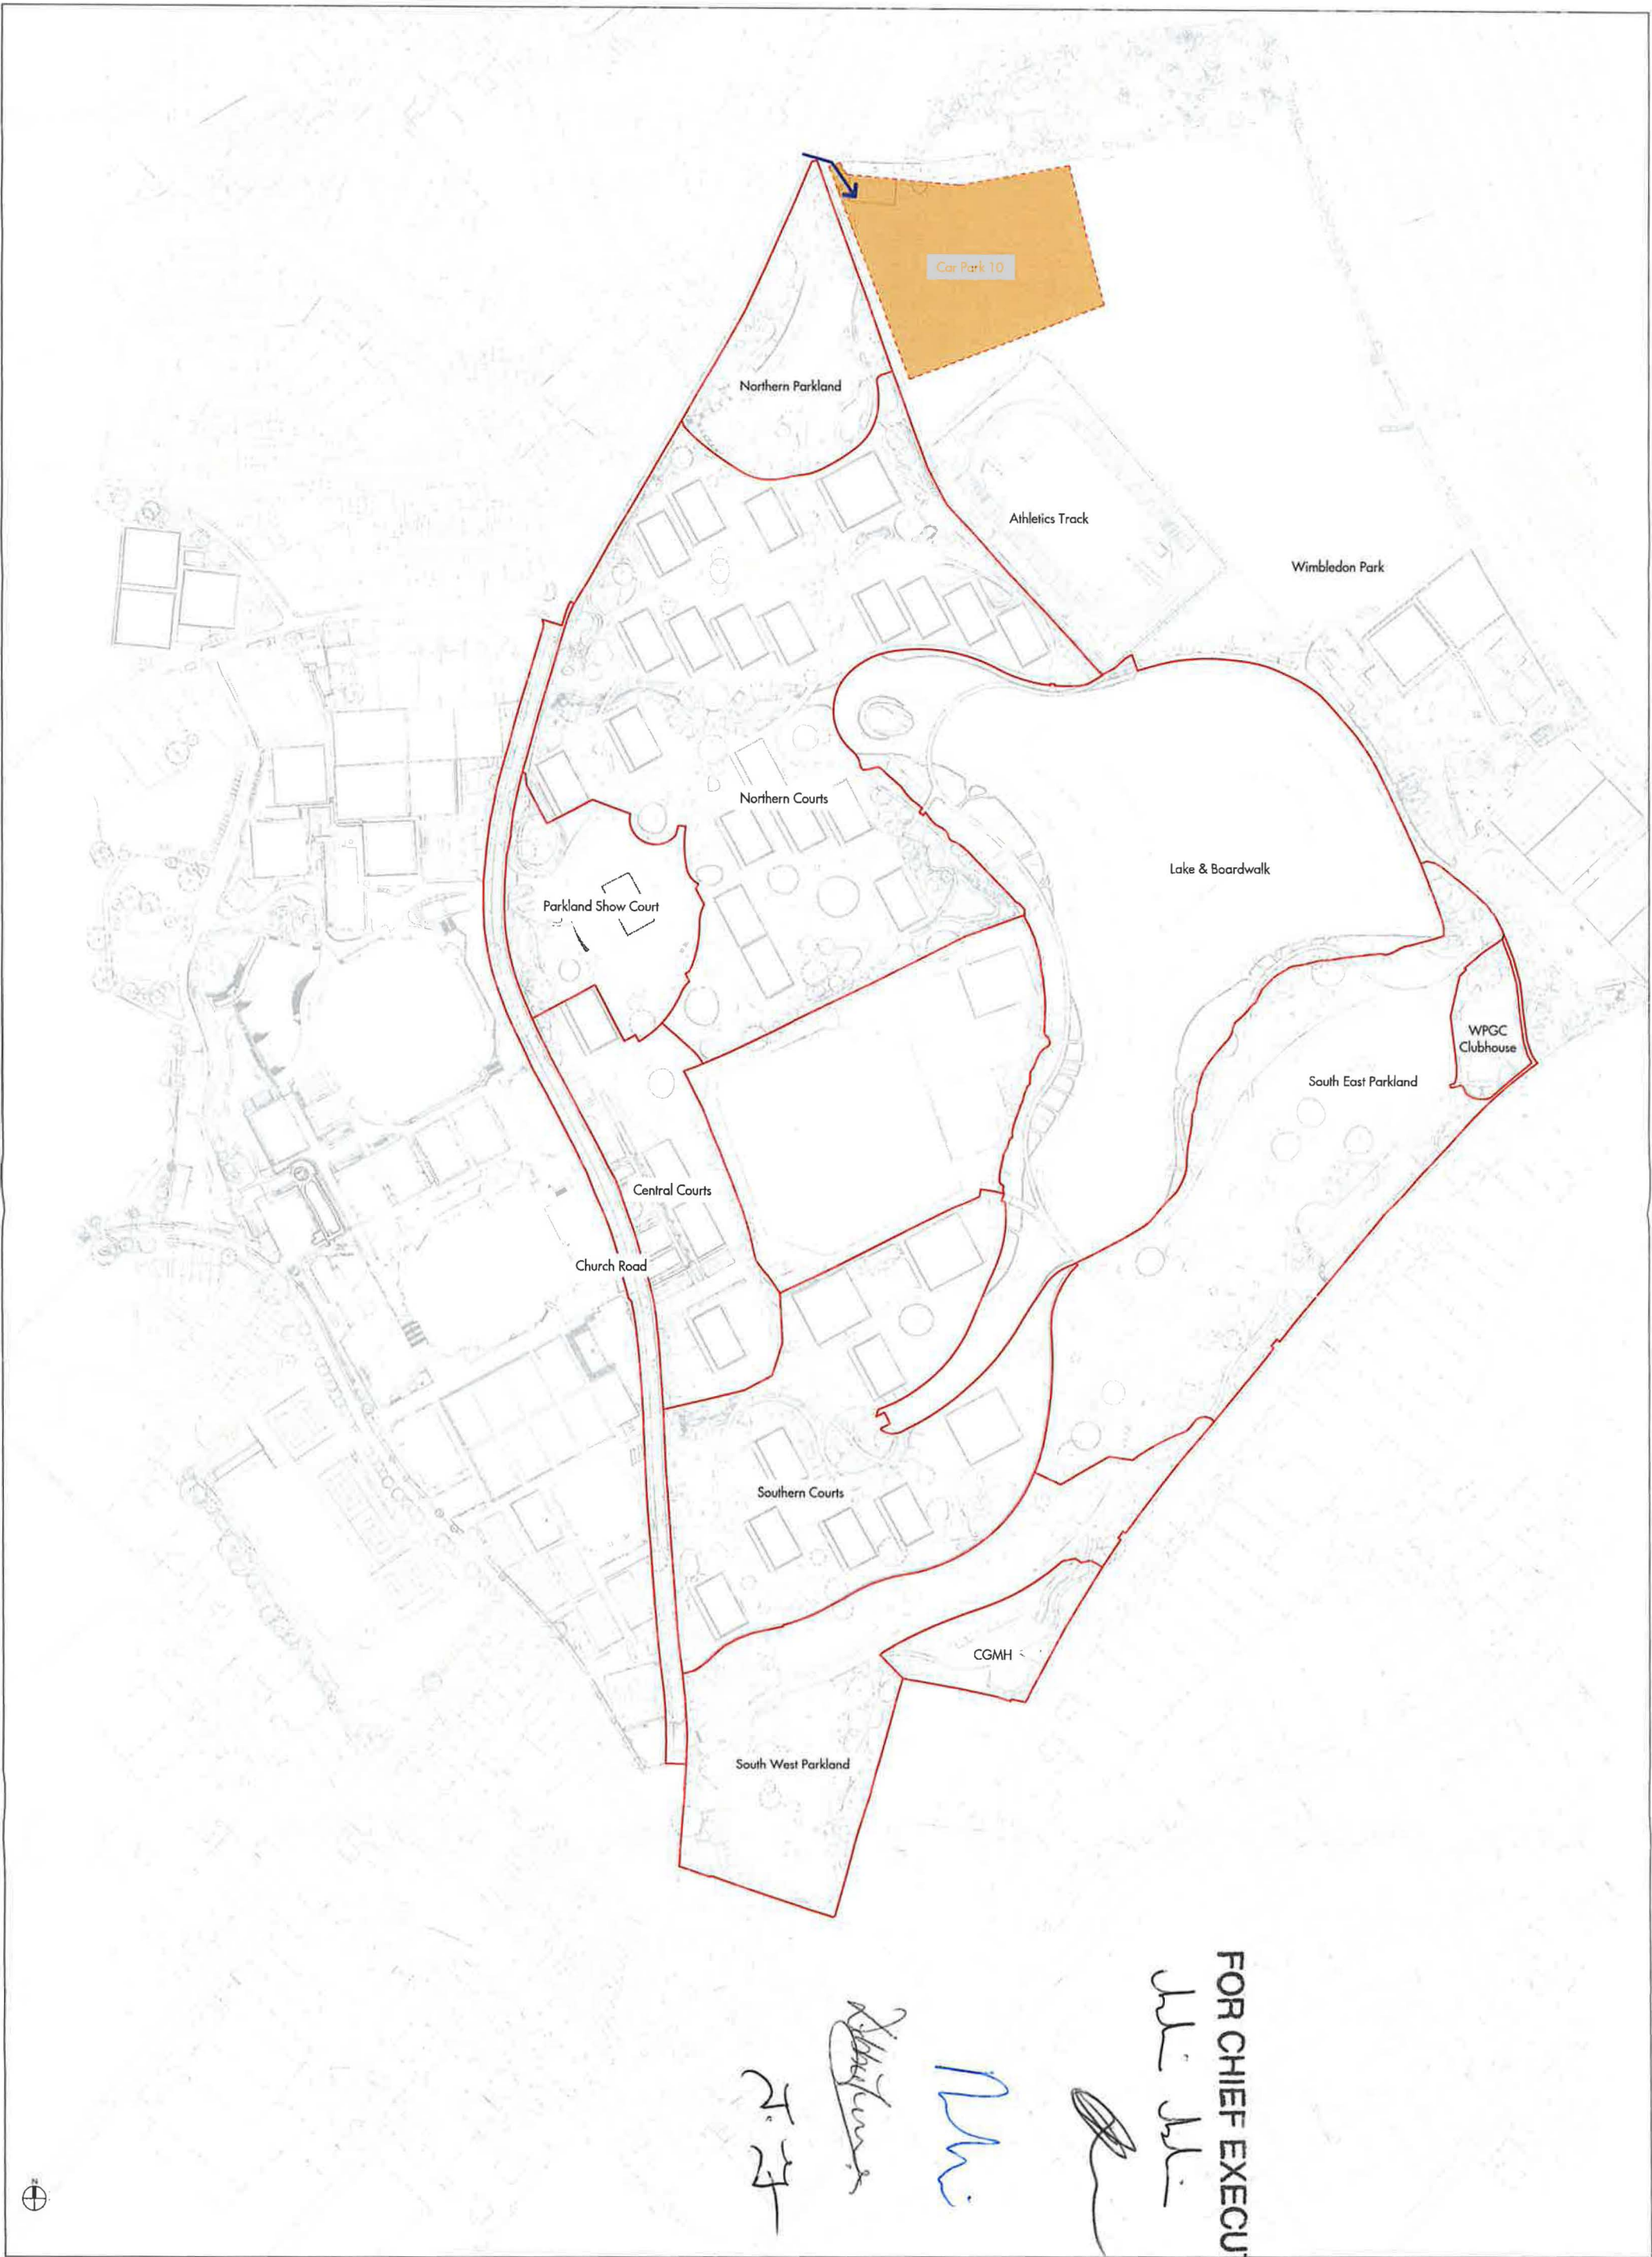 Car Park 10
Northern Parkland
Athletics Track
Wimbledon Park
Northern Courts
Lake & Boardwalk
Parkland Show Court
WPGC
Clubhouse
South East Parkland
Central Courts
Church Road
Southern Courts
CGMH
South West Parkland
FOR CHIEF EXECU
N